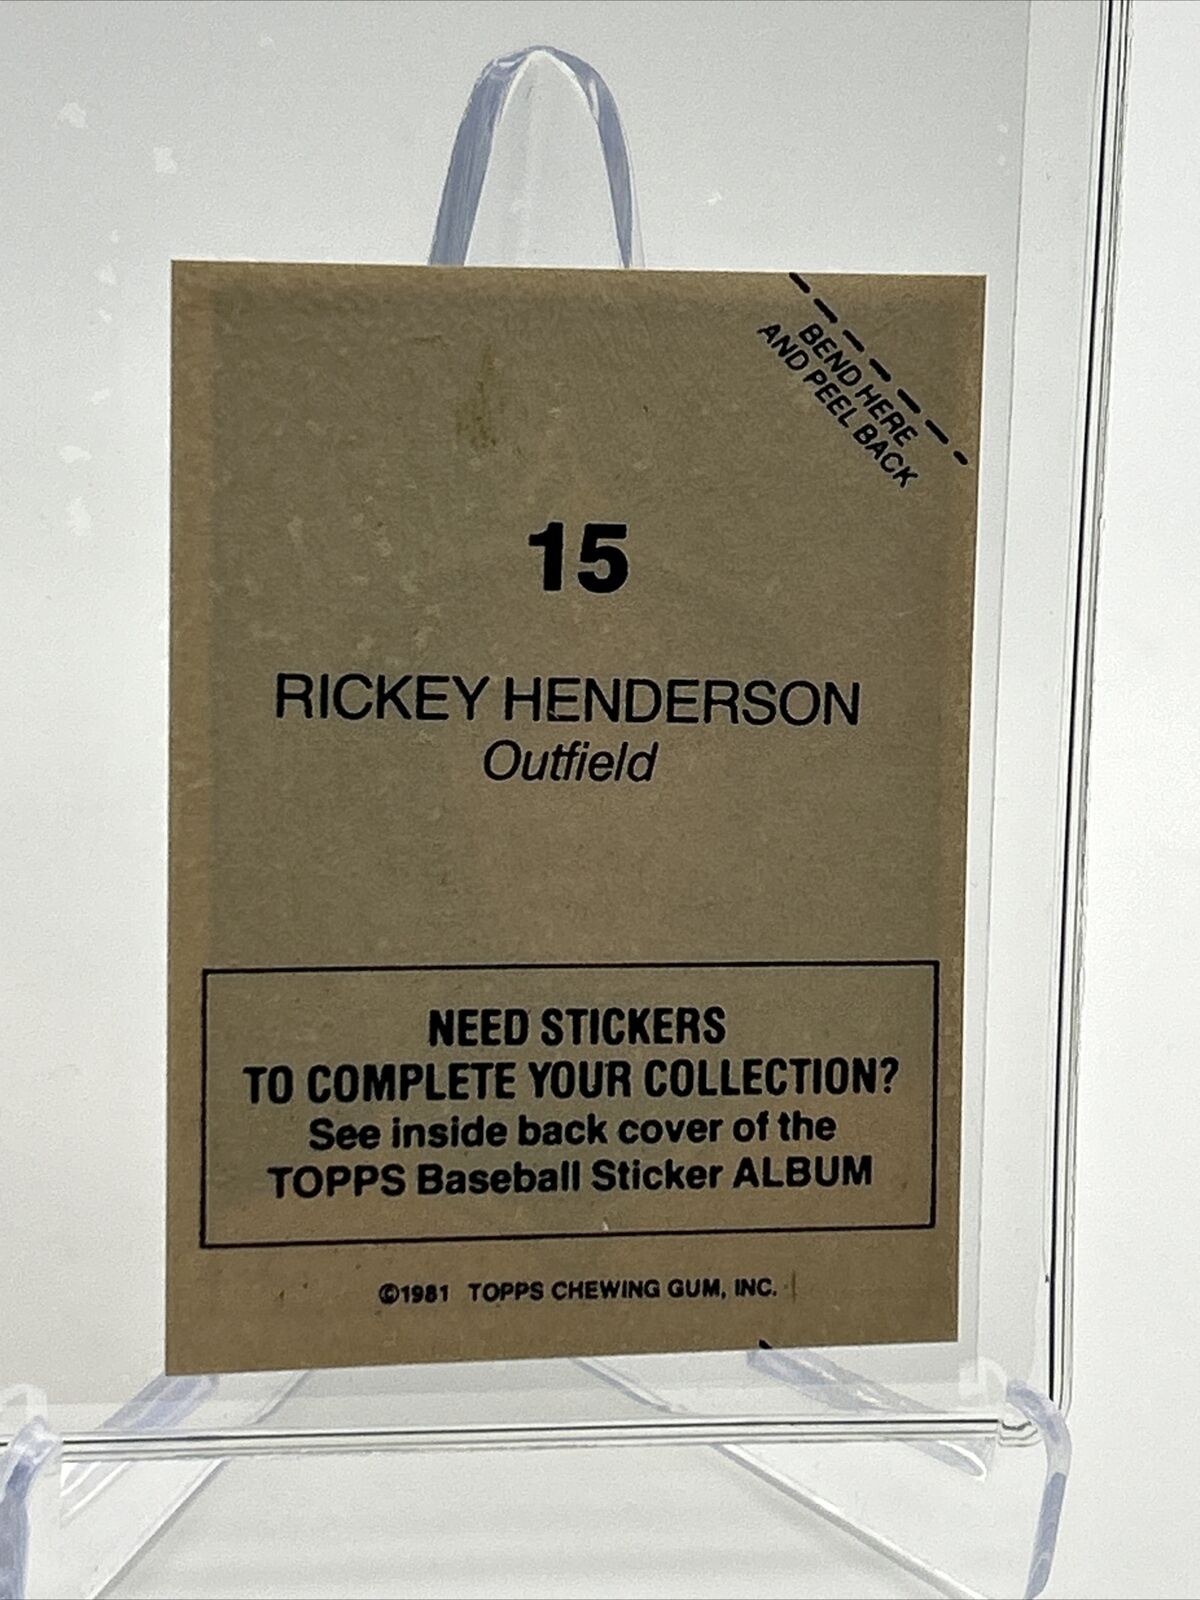 BEND HERE
AND PEEL BACK
15
RICKEY HENDERSON
Outfield
NEED STICKERS
TO COMPLETE YOUR COLLECTION?
See inside back cover of the
TOPPS Baseball Sticker ALBUM
©1981 TOPPS CHEWING GUM, INC.